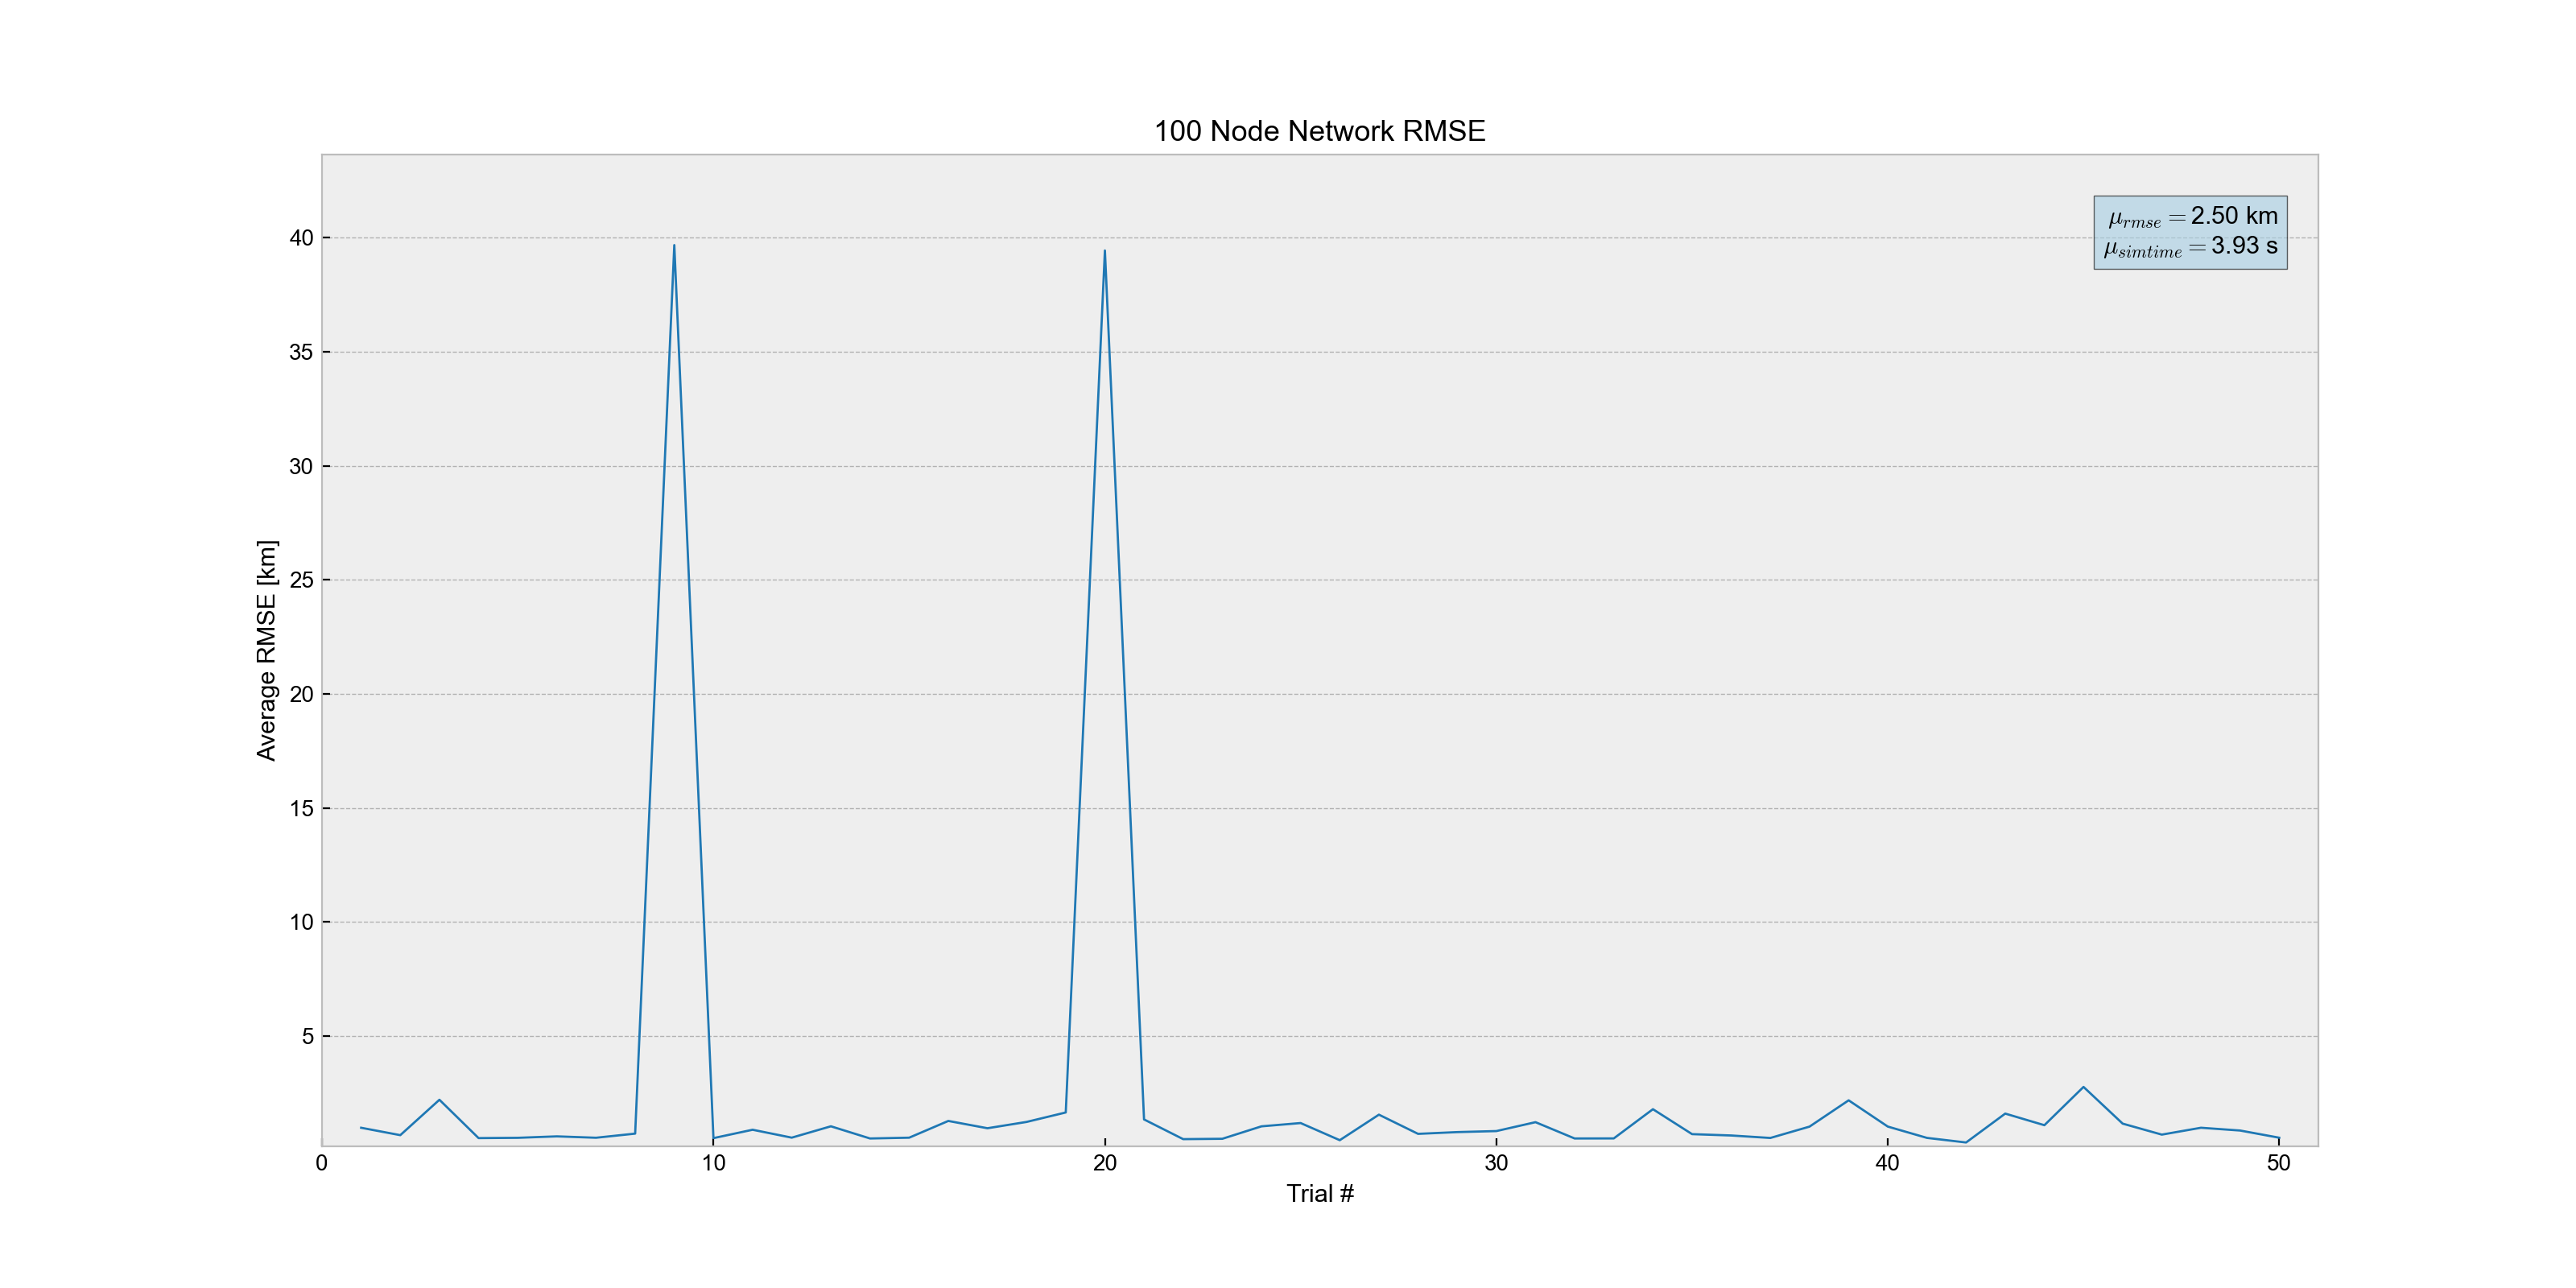 100 Node Network RMSE
μrmse = 2.50 km
μsimtime = 3.93 s
40
35
30
25
20
15
10
5
Average RMSE [km]
0 10 20 30 40 50
Trial #